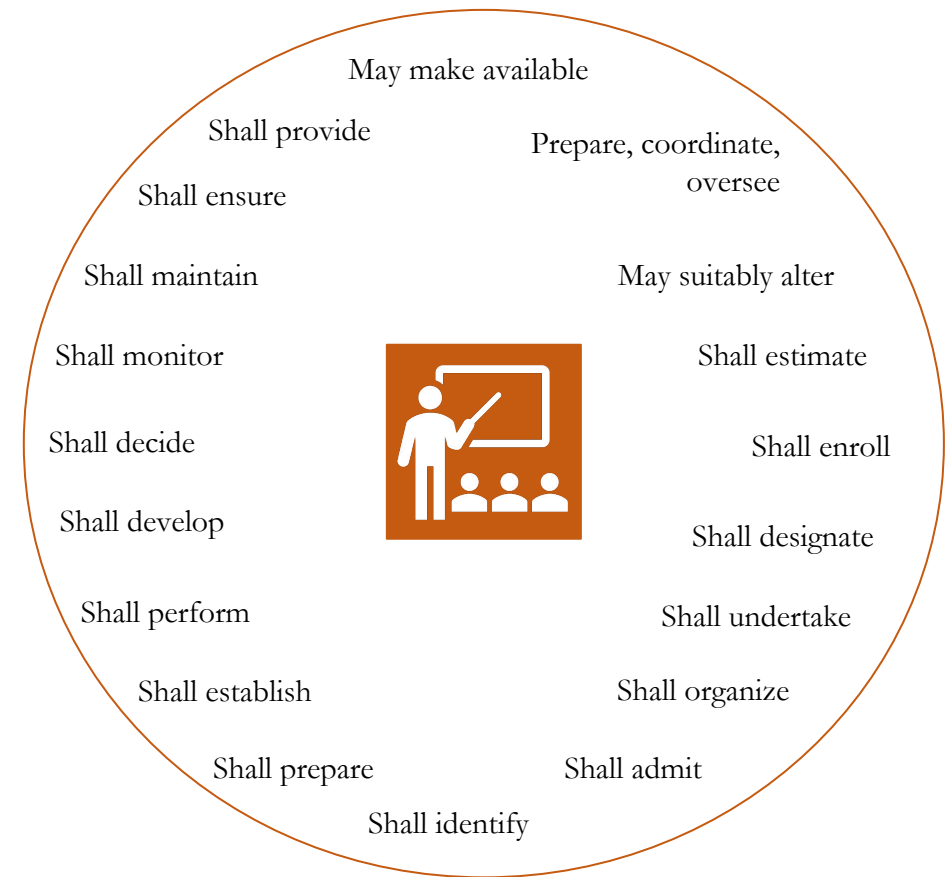 May make available
Shall provide
Prepare, coordinate,
oversee
Shall ensure
Shall maintain
May suitably alter
Shall monitor
Shall estimate
Shall decide
Shall enroll
Shall develop
Shall designate
Shall perform
Shall undertake
Shall establish
Shall organize
Shall prepare
Shall admit
Shall identify